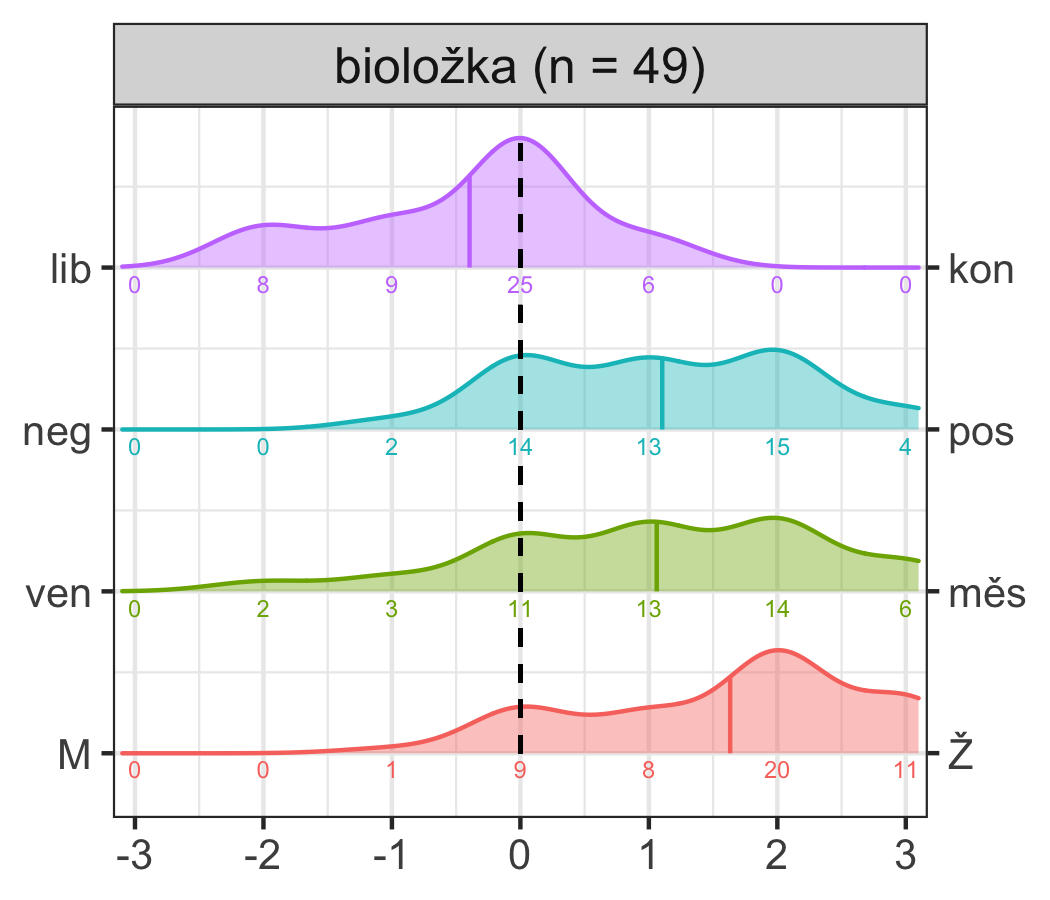 bioložka (n = 49)
lib kon
0 8 9 25 6 0 0
neg pos
0 0 2 14 13 15 4
ven měs
0 2 3 11 13 14 6
M Ž
0 0 1 9 8 20 11
-3 -2 -1 0 1 2 3